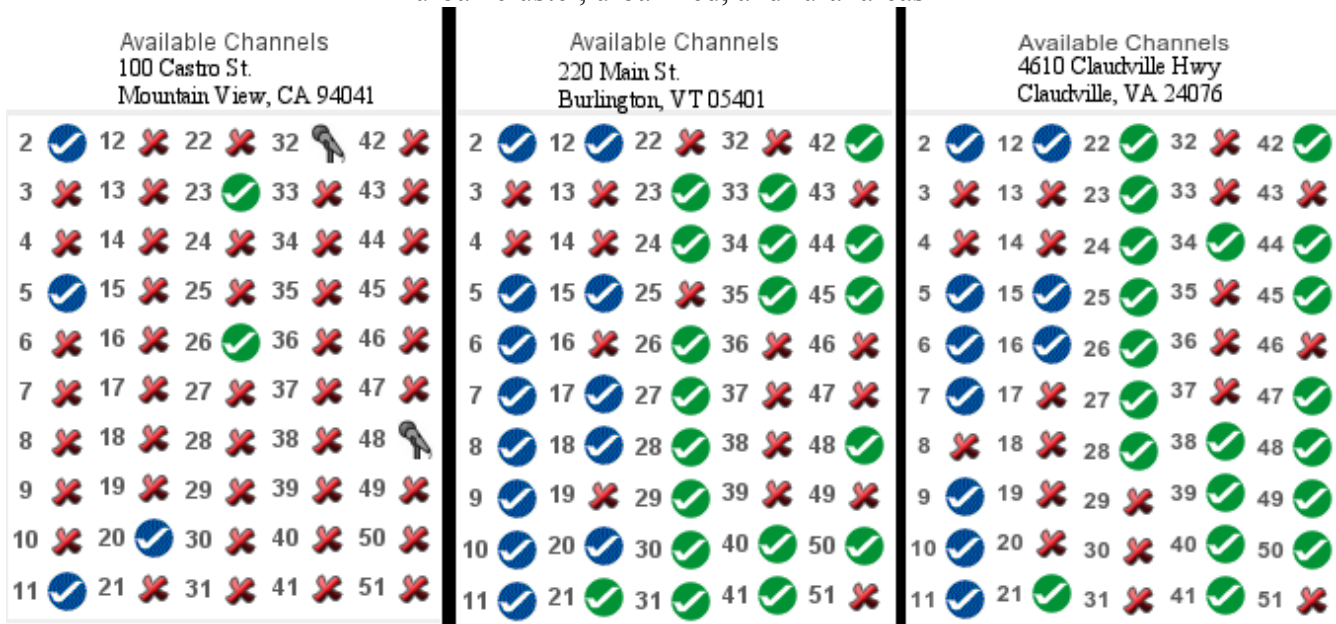 Available Channels
100 Castro St.
Mountain View, CA 94041
2 12 22 32 42
3 13 23 33 43
4 14 24 34 44
5 15 25 35 45
6 16 26 36 46
7 17 27 37 47
8 18 28 38 48
9 19 29 39 49
10 20 30 40 50
11 21 31 41 51
Available Channels
220 Main St.
Burlington, VT 05401
2 12 22 32 42
3 13 23 33 43
4 14 24 34 44
5 15 25 35 45
6 16 26 36 46
7 17 27 37 47
8 18 28 38 48
9 19 29 39 49
10 20 30 40 50
11 21 31 41 51
Available Channels
4610 Claudville Hwy
Claudville, VA 24076
2 12 22 32 42
3 13 23 33 43
4 14 24 34 44
5 15 25 35 45
6 16 26 36 46
7 17 27 37 47
8 18 28 38 48
9 19 29 39 49
10 20 30 40 50
11 21 31 41 51